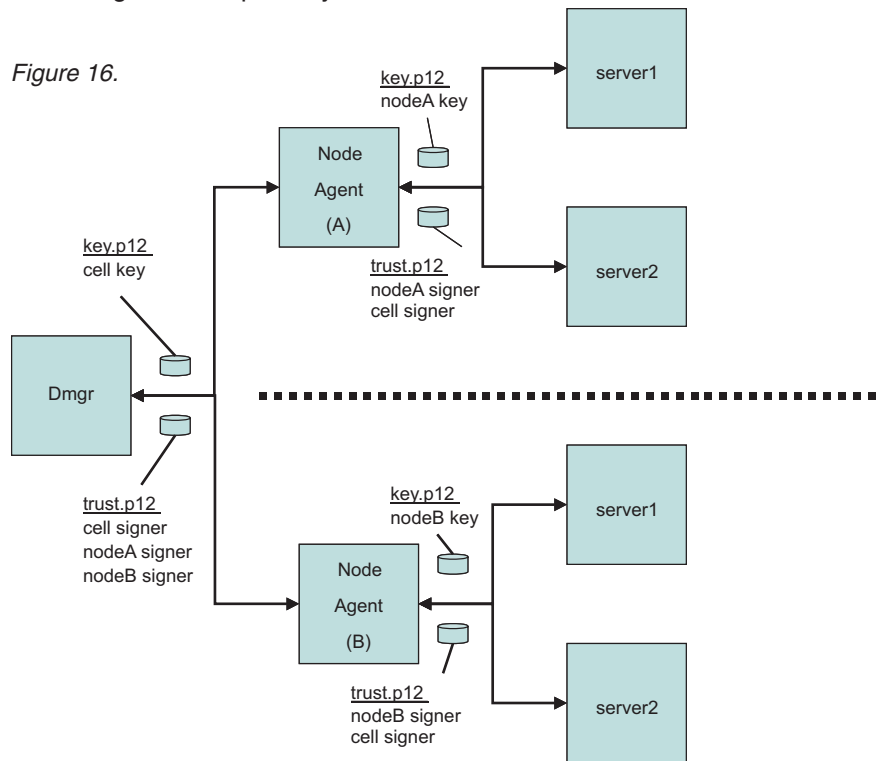 Figure 16.
key.p12
nodeA key
server1
Node
Agent
(A)
trust.p12
nodeA signer
cell signer
server2
key.p12
cell key
Dmgr
trust.p12
cell signer
nodeA signer
nodeB signer
key.p12
nodeB key
server1
Node
Agent
(B)
trust.p12
nodeB signer
cell signer
server2